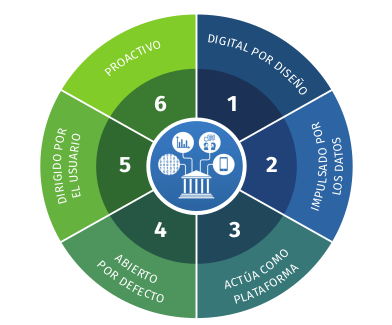 DIGITAL POR DISEÑO
1
IMPULSADO POR
LOS DATOS
2
ACTÚA COMO
PLATAFORMA
3
ABIERTO
POR DEFECTO
4
DIRIGIDO POR
EL USUARIO
5
PROACTIVO
6